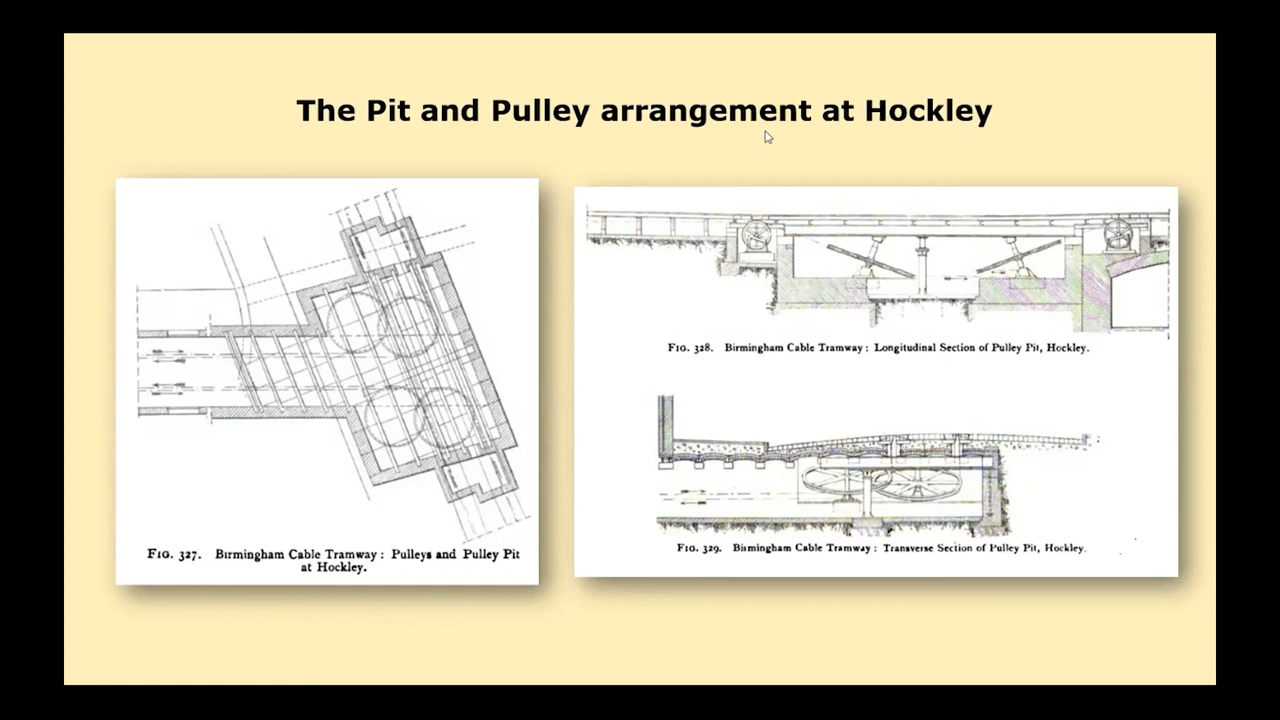 The Pit and Pulley arrangement at Hockley
FIG. 327. Birmingham Cable Tramway : Pulleys and Pulley Pit
at Hockley.
FIG. 328. Birmingham Cable Tramway : Longitudinal Section of Pulley Pit, Hockley.
FIG. 329. Birmingham Cable Tramway : Transverse Section of Pulley Pit, Hockley.